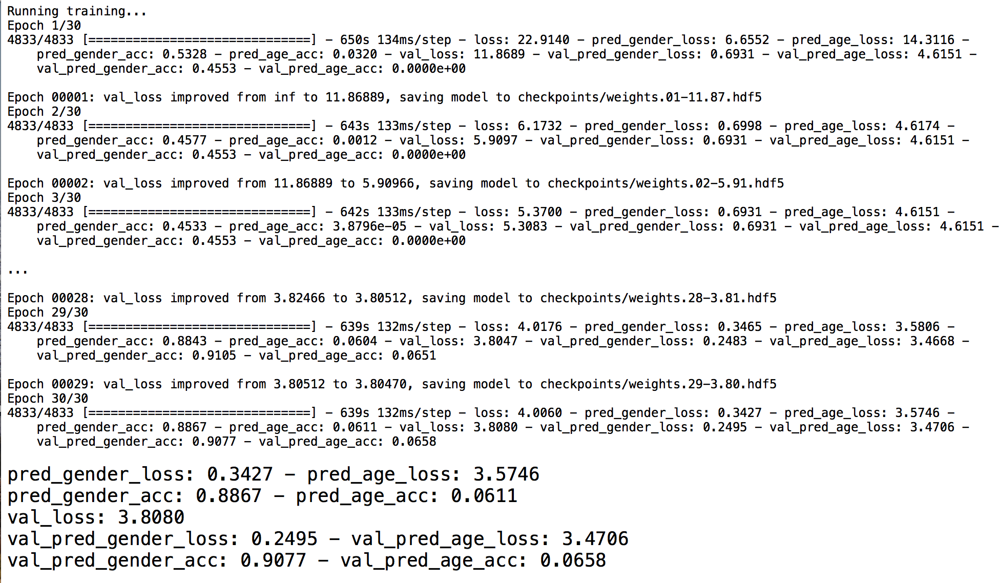 Running training...
Epoch 1/30
4833/4833 [==============================] - 650s 134ms/step - loss: 22.9140 - pred_gender_loss: 6.6552 - pred_age_loss: 14.3116 -
pred_gender_acc: 0.5328 - pred_age_acc: 0.0320 - val_loss: 11.8689 - val_pred_gender_loss: 0.6931 - val_pred_age_loss: 4.6151 -
val_pred_gender_acc: 0.4553 - val_pred_age_acc: 0.0000e+00
Epoch 00001: val_loss improved from inf to 11.86889, saving model to checkpoints/weights.01-11.87.hdf5
Epoch 2/30
4833/4833 [==============================] - 643s 133ms/step - loss: 6.1732 - pred_gender_loss: 0.6998 - pred_age_loss: 4.6174 -
pred_gender_acc: 0.4577 - pred_age_acc: 0.0012 - val_loss: 5.9097 - val_pred_gender_loss: 0.6931 - val_pred_age_loss: 4.6151 -
val_pred_gender_acc: 0.4553 - val_pred_age_acc: 0.0000e+00
Epoch 00002: val_loss improved from 11.86889 to 5.90966, saving model to checkpoints/weights.02-5.91.hdf5
Epoch 3/30
4833/4833 [==============================] - 642s 133ms/step - loss: 5.3700 - pred_gender_loss: 0.6931 - pred_age_loss: 4.6151 -
pred_gender_acc: 0.4533 - pred_age_acc: 3.8796e-05 - val_loss: 5.3083 - val_pred_gender_loss: 0.6931 - val_pred_age_loss: 4.6151 -
val_pred_gender_acc: 0.4553 - val_pred_age_acc: 0.0000e+00
...
Epoch 00028: val_loss improved from 3.82466 to 3.80512, saving model to checkpoints/weights.28-3.81.hdf5
Epoch 29/30
4833/4833 [==============================] - 639s 132ms/step - loss: 4.0176 - pred_gender_loss: 0.3465 - pred_age_loss: 3.5806 -
pred_gender_acc: 0.8843 - pred_age_acc: 0.0604 - val_loss: 3.8047 - val_pred_gender_loss: 0.2483 - val_pred_age_loss: 3.4668 -
val_pred_gender_acc: 0.9105 - val_pred_age_acc: 0.0651
Epoch 00029: val_loss improved from 3.80512 to 3.80470, saving model to checkpoints/weights.29-3.80.hdf5
Epoch 30/30
4833/4833 [==============================] - 639s 132ms/step - loss: 4.0060 - pred_gender_loss: 0.3427 - pred_age_loss: 3.5746 -
pred_gender_acc: 0.8867 - pred_age_acc: 0.0611 - val_loss: 3.8080 - val_pred_gender_loss: 0.2495 - val_pred_age_loss: 3.4706 -
val_pred_gender_acc: 0.9077 - val_pred_age_acc: 0.0658
pred_gender_loss: 0.3427 - pred_age_loss: 3.5746
pred_gender_acc: 0.8867 - pred_age_acc: 0.0611
val_loss: 3.8080
val_pred_gender_loss: 0.2495 - val_pred_age_loss: 3.4706
val_pred_gender_acc: 0.9077 - val_pred_age_acc: 0.0658